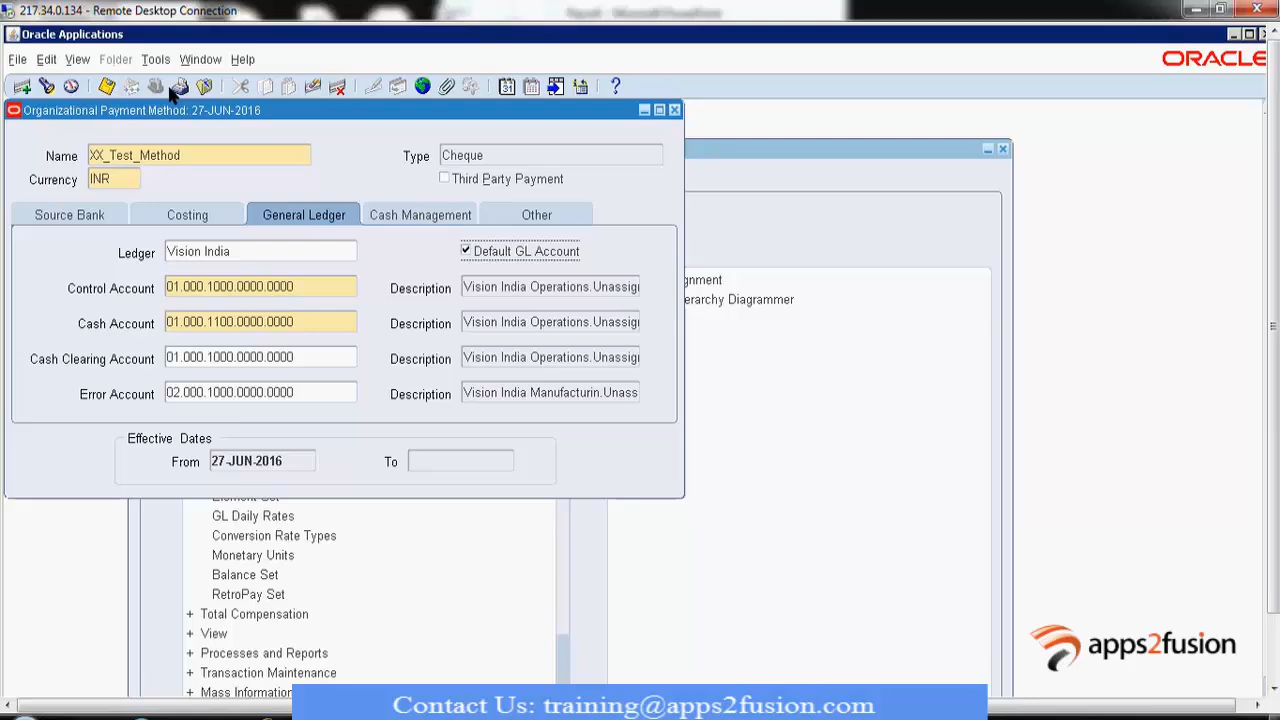 217.34.0.134 - Remote Desktop Connection
Oracle Applications
File Edit View Folder Tools Window Help
ORACLE
Organizational Payment Method: 27-JUN-2016
Name XX_Test_Method Type Cheque
Currency INR Third Party Payment
Source Bank Costing General Ledger Cash Management Other
Ledger Vision India Default GL Account
Control Account 01.000.1000.0000.0000 Description Vision India Operations.Unassig
Cash Account 01.000.1100.0000.0000 Description Vision India Operations.Unassig
Cash Clearing Account 01.000.1000.0000.0000 Description Vision India Operations.Unassig
Error Account 02.000.1000.0000.0000 Description Vision India Manufacturin.Unass
Effective Dates
From 27-JUN-2016 To
gnment
erarchy Diagrammer
Element Set
GL Daily Rates
Conversion Rate Types
Monetary Units
Balance Set
RetroPay Set
+ Total Compensation
+ View
+ Processes and Reports
+ Transaction Maintenance
+ Mass Information
apps2fusion
Contact Us: training@apps2fusion.com